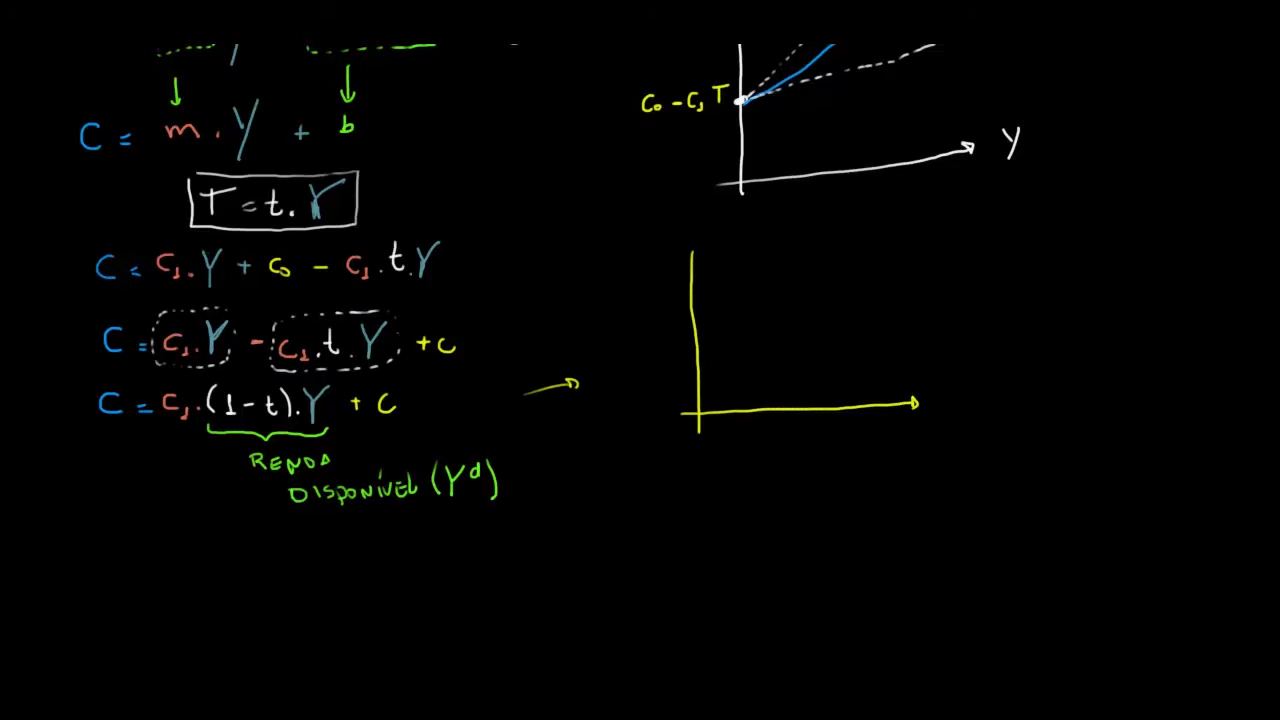 C = m . Y + b
T = t . Y
C = c₁ . Y + c₀ - c₁ . t . Y
C = c₁ . Y - c₁ . t . Y + c
C = c₁ . (1 - t) . Y + c
RENDA
DISPONÍVEL (Yᵈ)
c₀ - c₁ T
Y